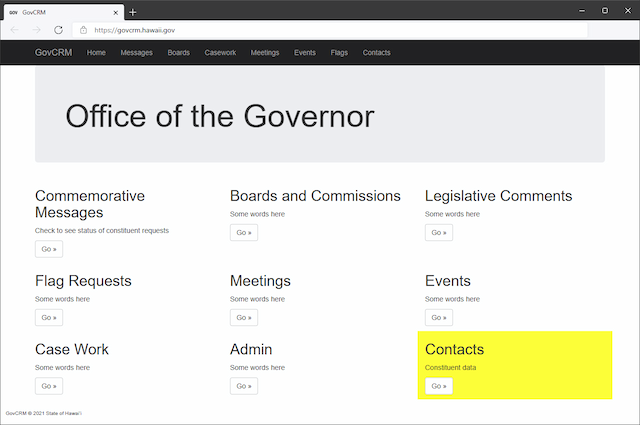 GOV GovCRM
https://govcrm.hawaii.gov
GovCRM Home Messages Boards Casework Meetings Events Flags Contacts
Office of the Governor
Commemorative
Messages
Check to see status of constituent requests
Go »
Boards and Commissions
Some words here
Go »
Legislative Comments
Some words here
Go »
Flag Requests
Some words here
Go »
Meetings
Some words here
Go »
Events
Some words here
Go »
Case Work
Some words here
Go »
Admin
Some words here
Go »
Contacts
Constituent data
Go »
GovCRM © 2021 State of Hawai'i